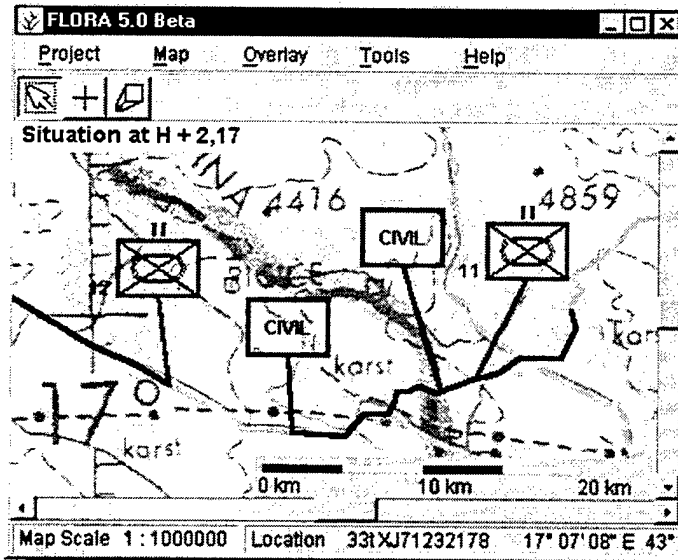 FLORA 5.0 Beta
Project Map Overlay Tools Help
Situation at H + 2,17
4416
4859
II
II
CIVIL
11
CIVIL
karst
karst
17°
karst
0 km 10 km 20 km
Map Scale 1 : 1000000 Location 33tXJ71232178 17° 07' 08" E 43°